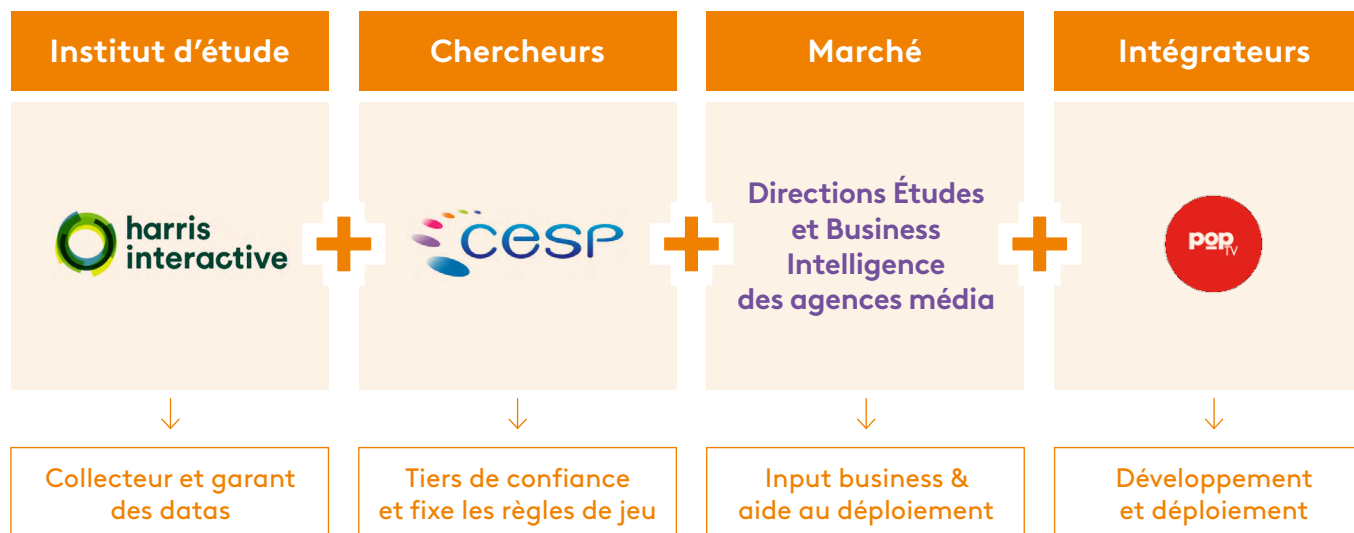 Institut d'étude
Chercheurs
Marché
Intégrateurs
harris
interactive
cesp
Directions Études
et Business
Intelligence
des agences média
pop
TV
Collecteur et garant
des datas
Tiers de confiance
et fixe les règles de jeu
Input business &
aide au déploiement
Développement
et déploiement